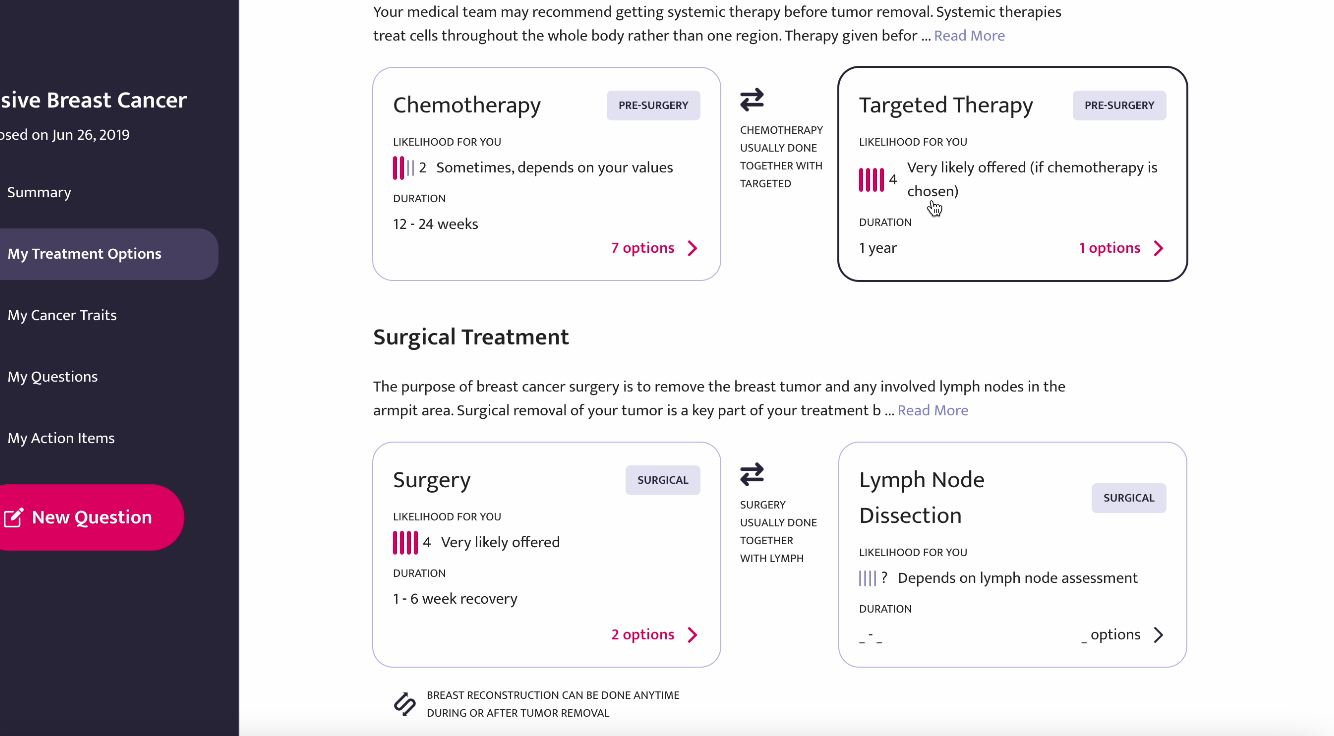 sive Breast Cancer
osed on Jun 26, 2019
Summary
My Treatment Options
My Cancer Traits
My Questions
My Action Items
New Question
Your medical team may recommend getting systemic therapy before tumor removal. Systemic therapies
treat cells throughout the whole body rather than one region. Therapy given befor ... Read More
Chemotherapy
PRE-SURGERY
LIKELIHOOD FOR YOU
2 Sometimes, depends on your values
DURATION
12 - 24 weeks
7 options
CHEMOTHERAPY
USUALLY DONE
TOGETHER WITH
TARGETED
Targeted Therapy
PRE-SURGERY
LIKELIHOOD FOR YOU
4 Very likely offered (if chemotherapy is
chosen)
DURATION
1 year
1 options
Surgical Treatment
The purpose of breast cancer surgery is to remove the breast tumor and any involved lymph nodes in the
armpit area. Surgical removal of your tumor is a key part of your treatment b ... Read More
Surgery
SURGICAL
LIKELIHOOD FOR YOU
4 Very likely offered
DURATION
1 - 6 week recovery
2 options
SURGERY
USUALLY DONE
TOGETHER
WITH LYMPH
Lymph Node
Dissection
SURGICAL
LIKELIHOOD FOR YOU
? Depends on lymph node assessment
DURATION
_ - _
_ options
BREAST RECONSTRUCTION CAN BE DONE ANYTIME
DURING OR AFTER TUMOR REMOVAL